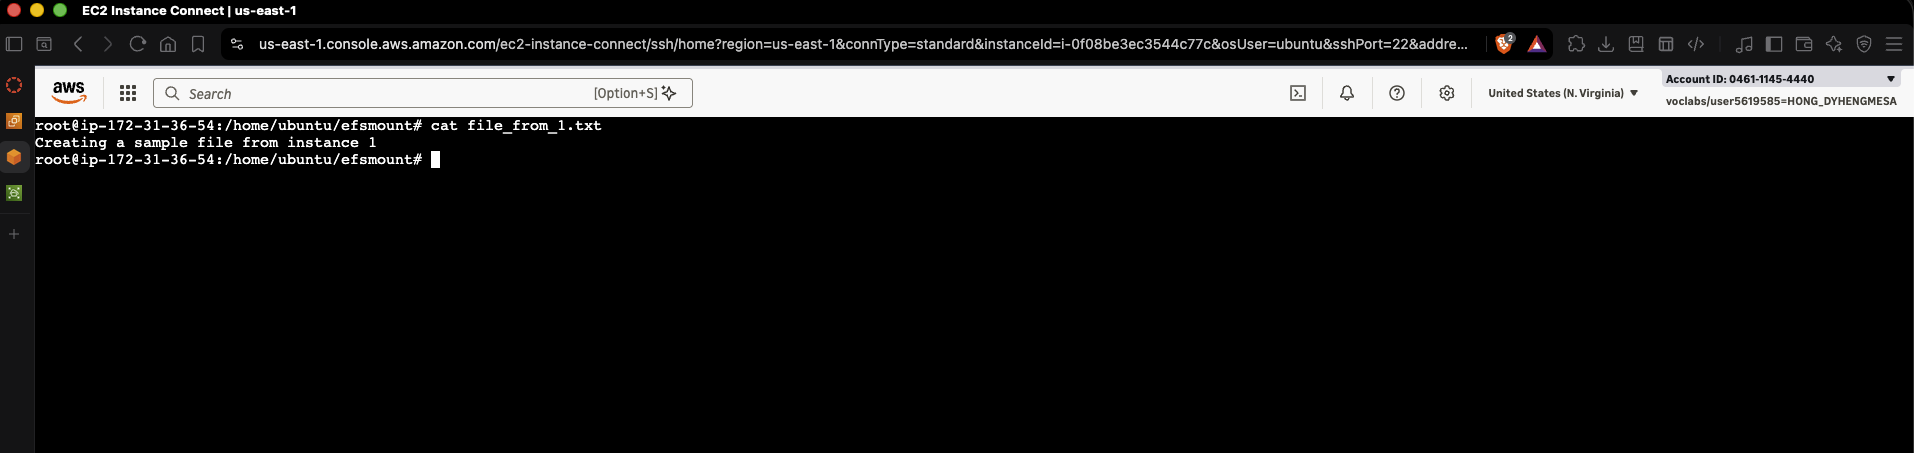 EC2 Instance Connect | us-east-1
us-east-1.console.aws.amazon.com/ec2-instance-connect/ssh/home?region=us-east-1&connType=standard&instanceId=i-0f08be3ec3544c77c&osUser=ubuntu&sshPort=22&addre...
2
aws
Search
[Option+S]
United States (N. Virginia)
Account ID: 0461-1145-4440
voclabs/user5619585=HONG_DYHENGMESA
root@ip-172-31-36-54:/home/ubuntu/efsmount# cat file_from_1.txt
Creating a sample file from instance 1
root@ip-172-31-36-54:/home/ubuntu/efsmount#